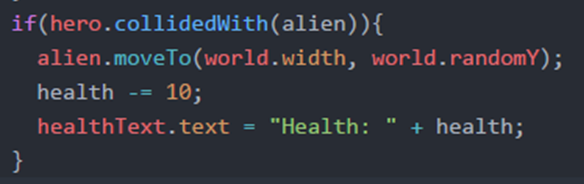 if(hero.collidedWith(alien)){
alien.moveTo(world.width, world.randomY);
health -= 10;
healthText.text = "Health: " + health;
}